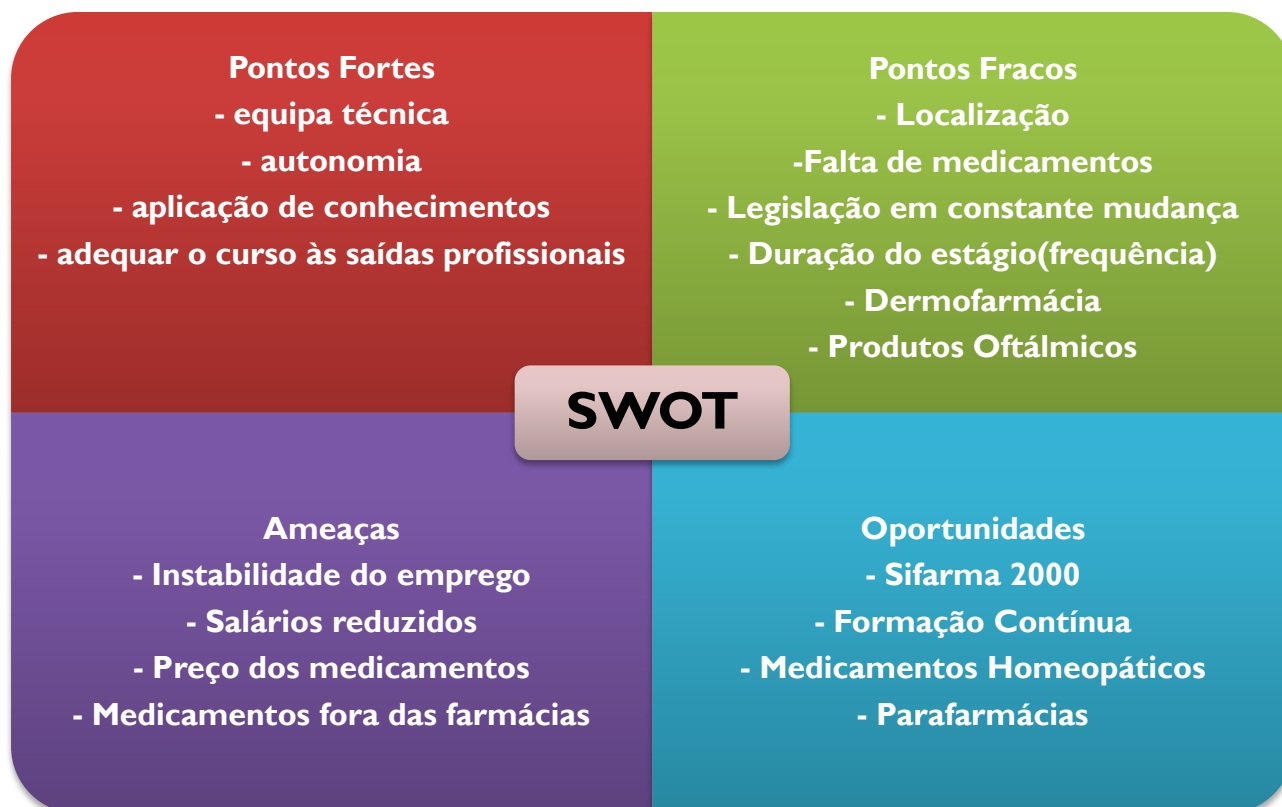 Pontos Fortes
- equipa técnica
- autonomia
- aplicação de conhecimentos
- adequar o curso às saídas profissionais
Pontos Fracos
- Localização
-Falta de medicamentos
- Legislação em constante mudança
- Duração do estágio(frequência)
- Dermofarmácia
- Produtos Oftálmicos
SWOT
Ameaças
- Instabilidade do emprego
- Salários reduzidos
- Preço dos medicamentos
- Medicamentos fora das farmácias
Oportunidades
- Sifarma 2000
- Formação Contínua
- Medicamentos Homeopáticos
- Parafarmácias